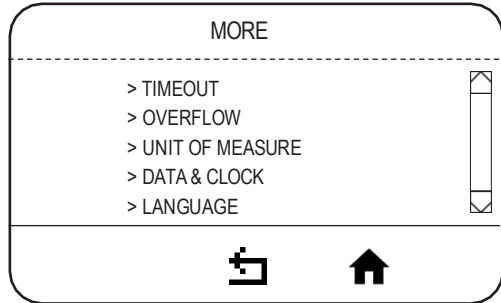 MORE
> TIMEOUT
> OVERFLOW
> UNIT OF MEASURE
> DATA & CLOCK
> LANGUAGE